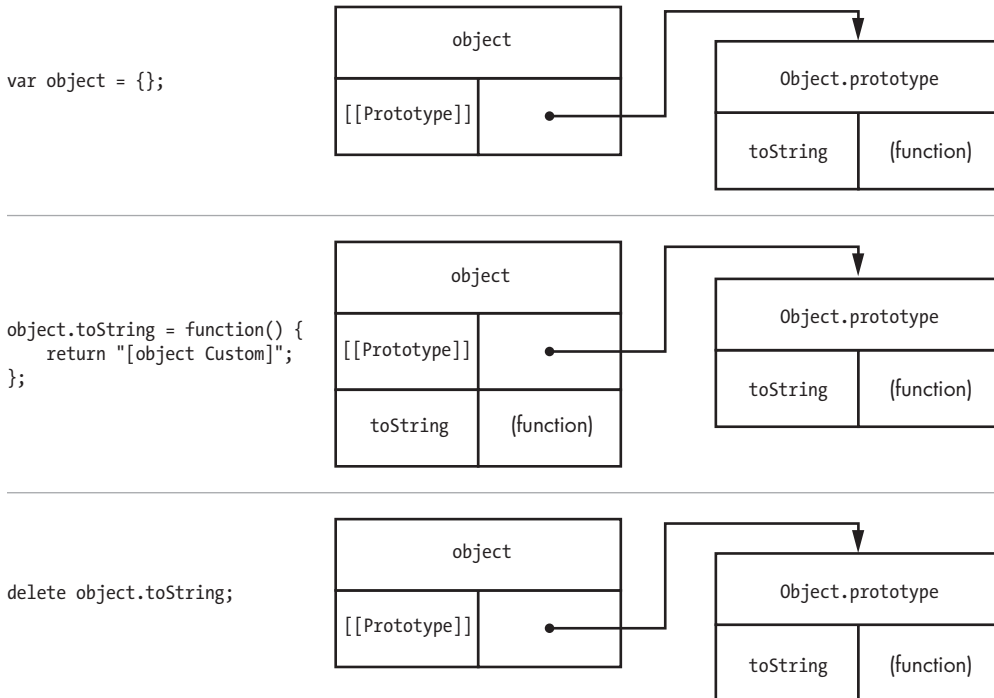 var object = {};
object
[[Prototype]]
Object.prototype
toString (function)
object.toString = function() {
    return "[object Custom]";
};
object
[[Prototype]]
toString (function)
Object.prototype
toString (function)
delete object.toString;
object
[[Prototype]]
Object.prototype
toString (function)